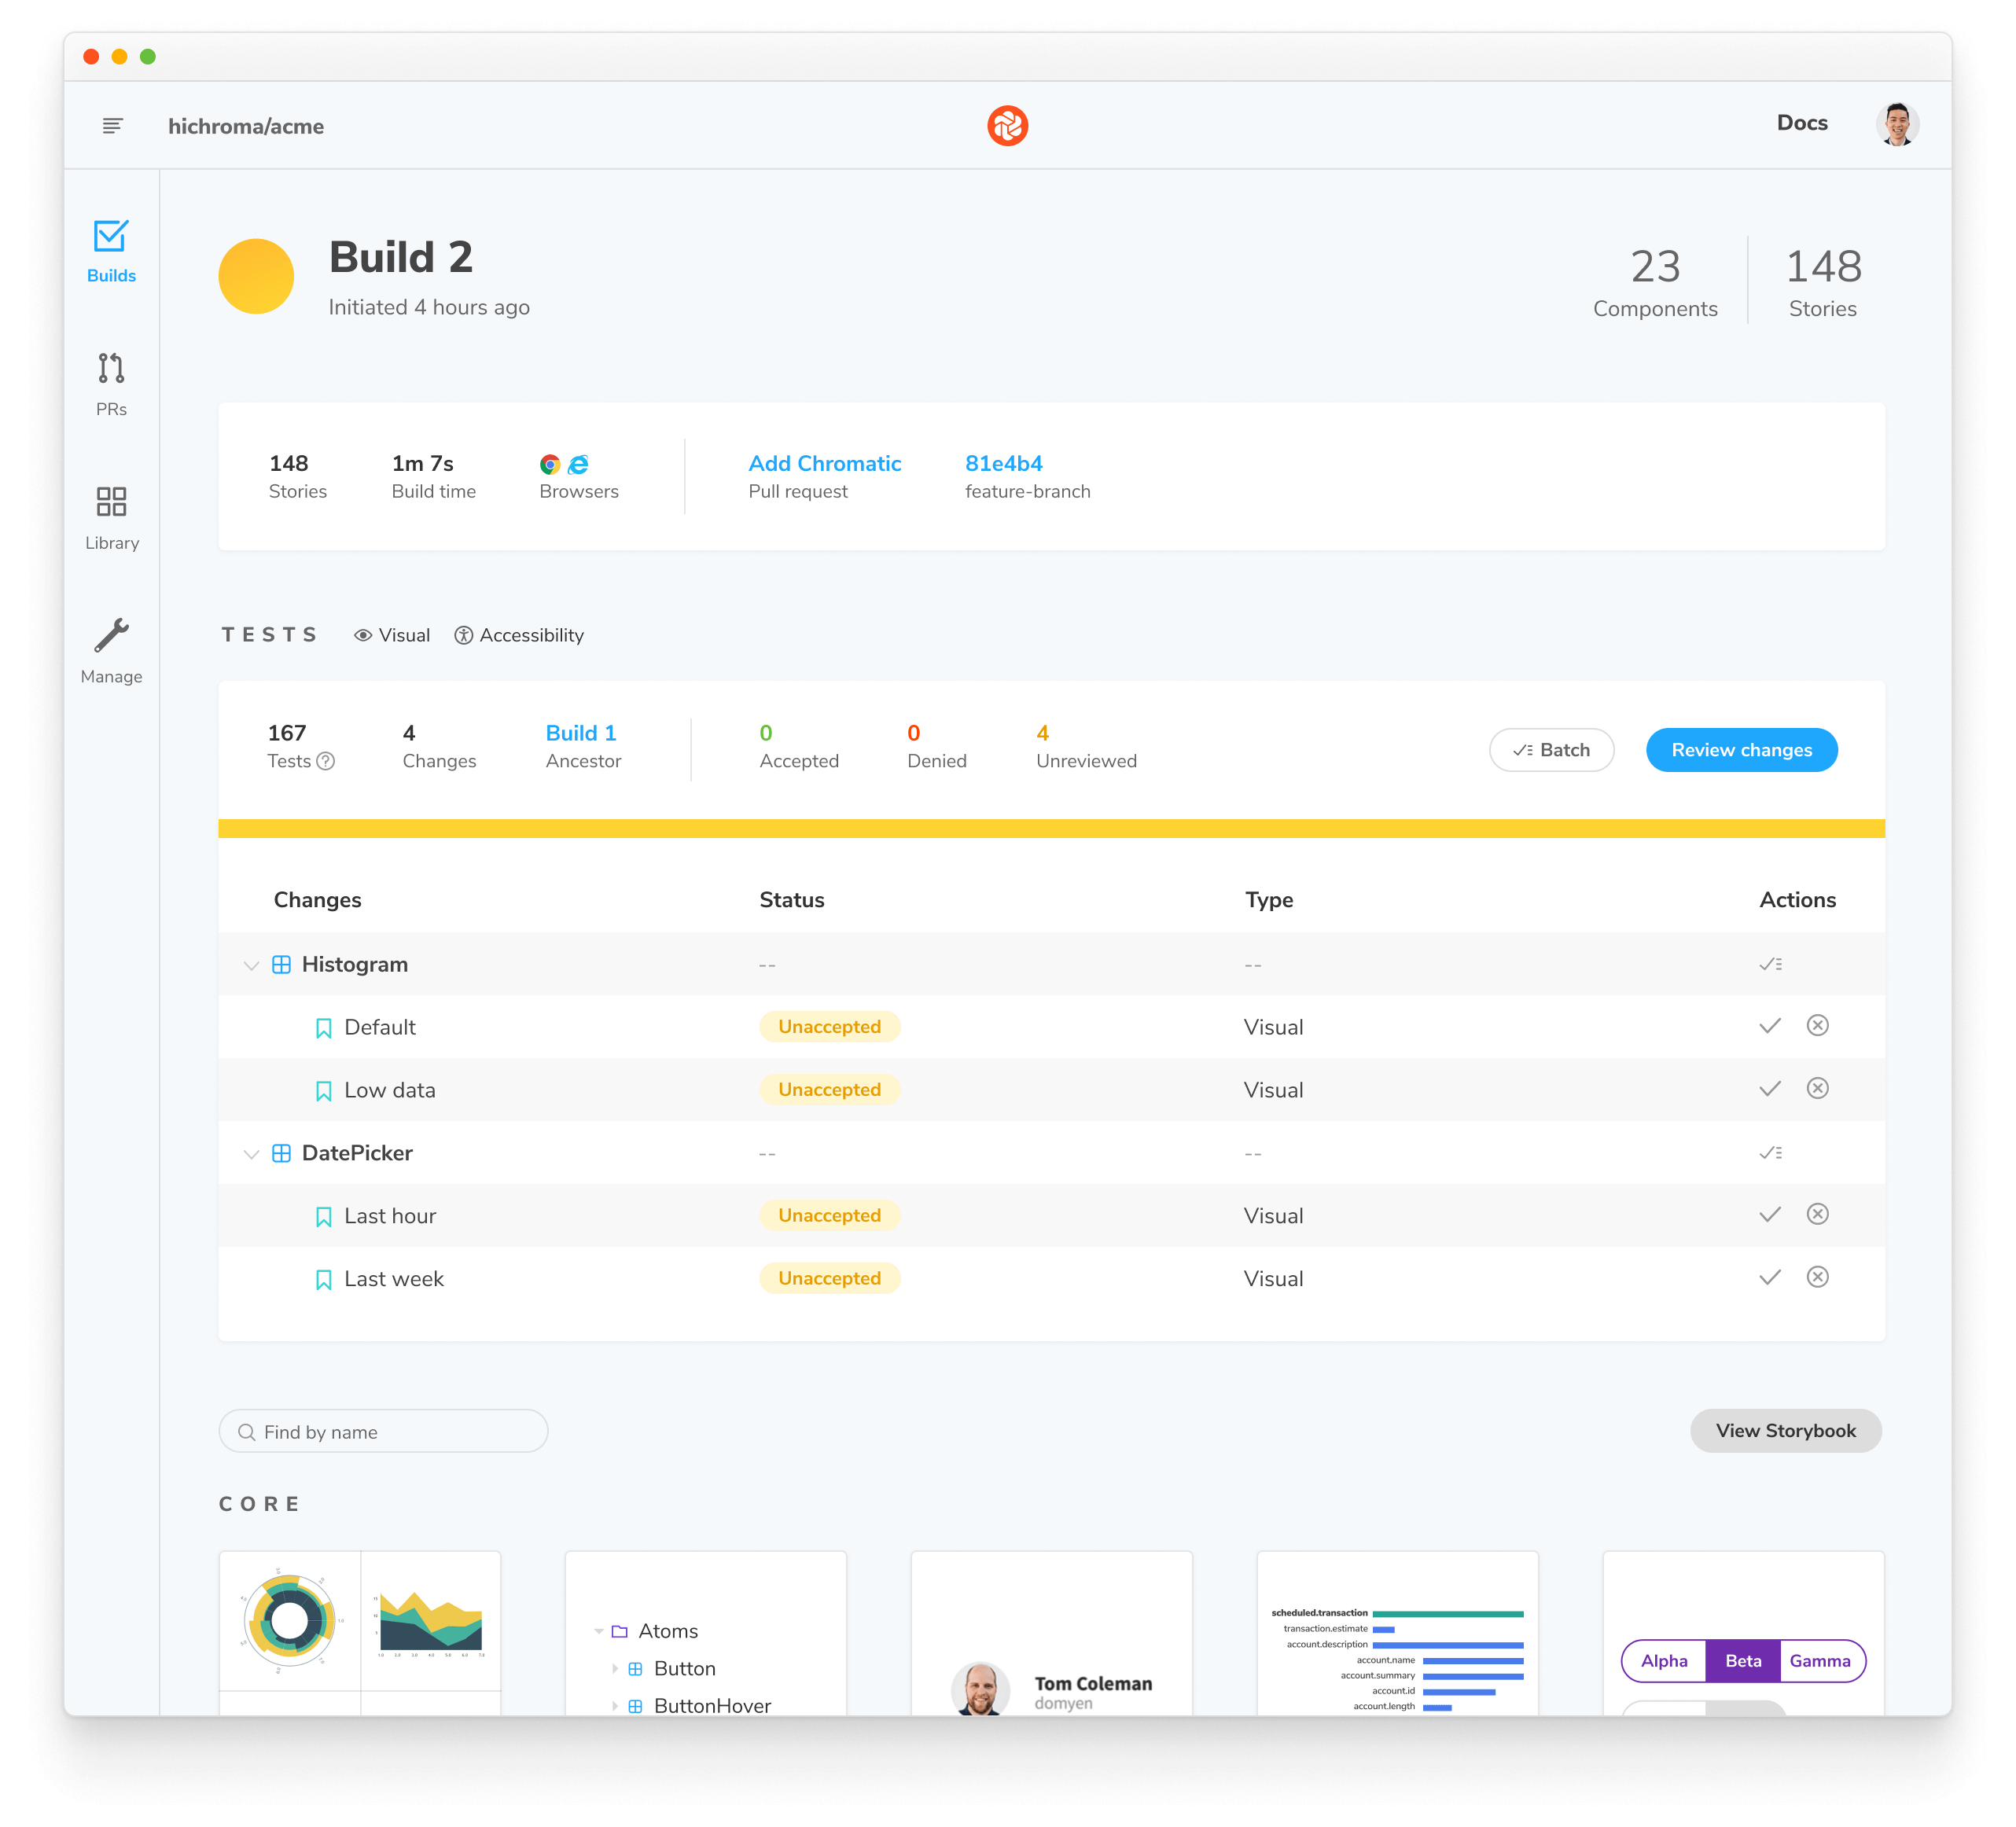 hichroma/acme
Docs
Builds
PRs
Library
Manage
Build 2
Initiated 4 hours ago
23
Components
148
Stories
148
Stories
1m 7s
Build time
Browsers
Add Chromatic
Pull request
81e4b4
feature-branch
TESTS Visual Accessibility
167
Tests ?
4
Changes
Build 1
Ancestor
0
Accepted
0
Denied
4
Unreviewed
Batch
Review changes
Changes Status Type Actions
Histogram -- --
Default Unaccepted Visual
Low data Unaccepted Visual
DatePicker -- --
Last hour Unaccepted Visual
Last week Unaccepted Visual
Find by name
View Storybook
CORE
Atoms
Button
ButtonHover
Tom Coleman
domyen
scheduled.transaction
transaction.estimate
account.description
account.name
account.summary
account.id
account.length
Alpha Beta Gamma